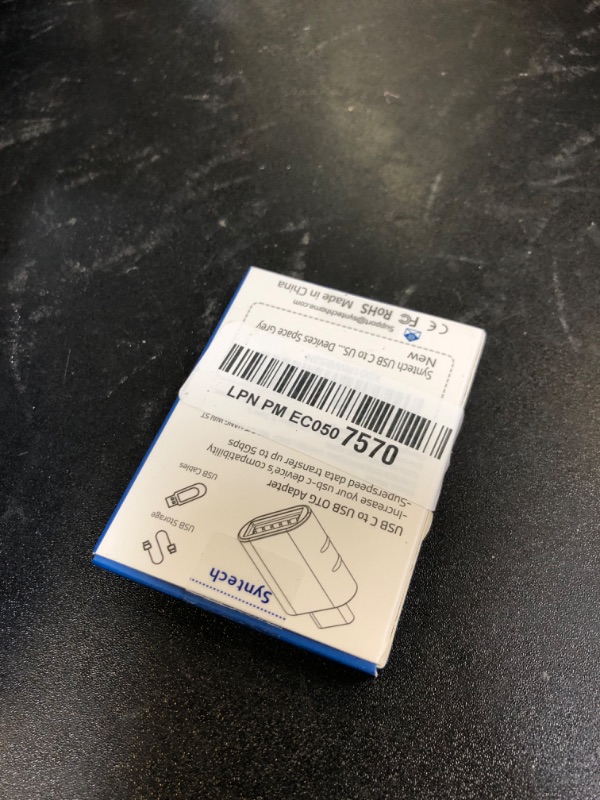 Syntech
USB Storage
USB Cables
USB C to USB OTG Adapter
-Increase your usb-c device's compatibility
-Superspeed data transfer up to 5Gbps
LPN PM EC050 7570
Syntech USB C to US... Devices Space Grey
New
Support@syntechhome.com
CE FC RoHS Made in China